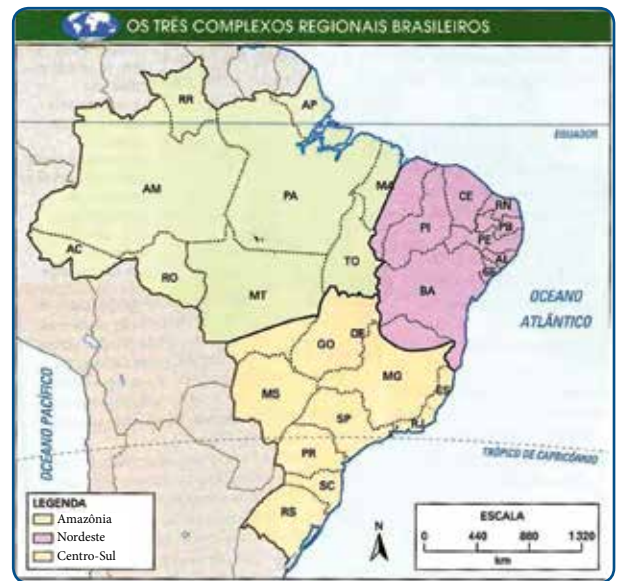 OS TRÊS COMPLEXOS REGIONAIS BRASILEIROS
RR
AP
EQUADOR
AM
PA
MA
CE
RN
PI
PB
PE
AC
AL
TO
SE
RO
MT
BA
OCEANO
ATLÂNTICO
DF
GO
MG
ES
MS
SP
RJ
OCEANO PACÍFICO
TRÓPICO DE CAPRICÓRNIO
PR
SC
RS
LEGENDA
Amazônia
Nordeste
Centro-Sul
N
ESCALA
0 440 880 1320
km